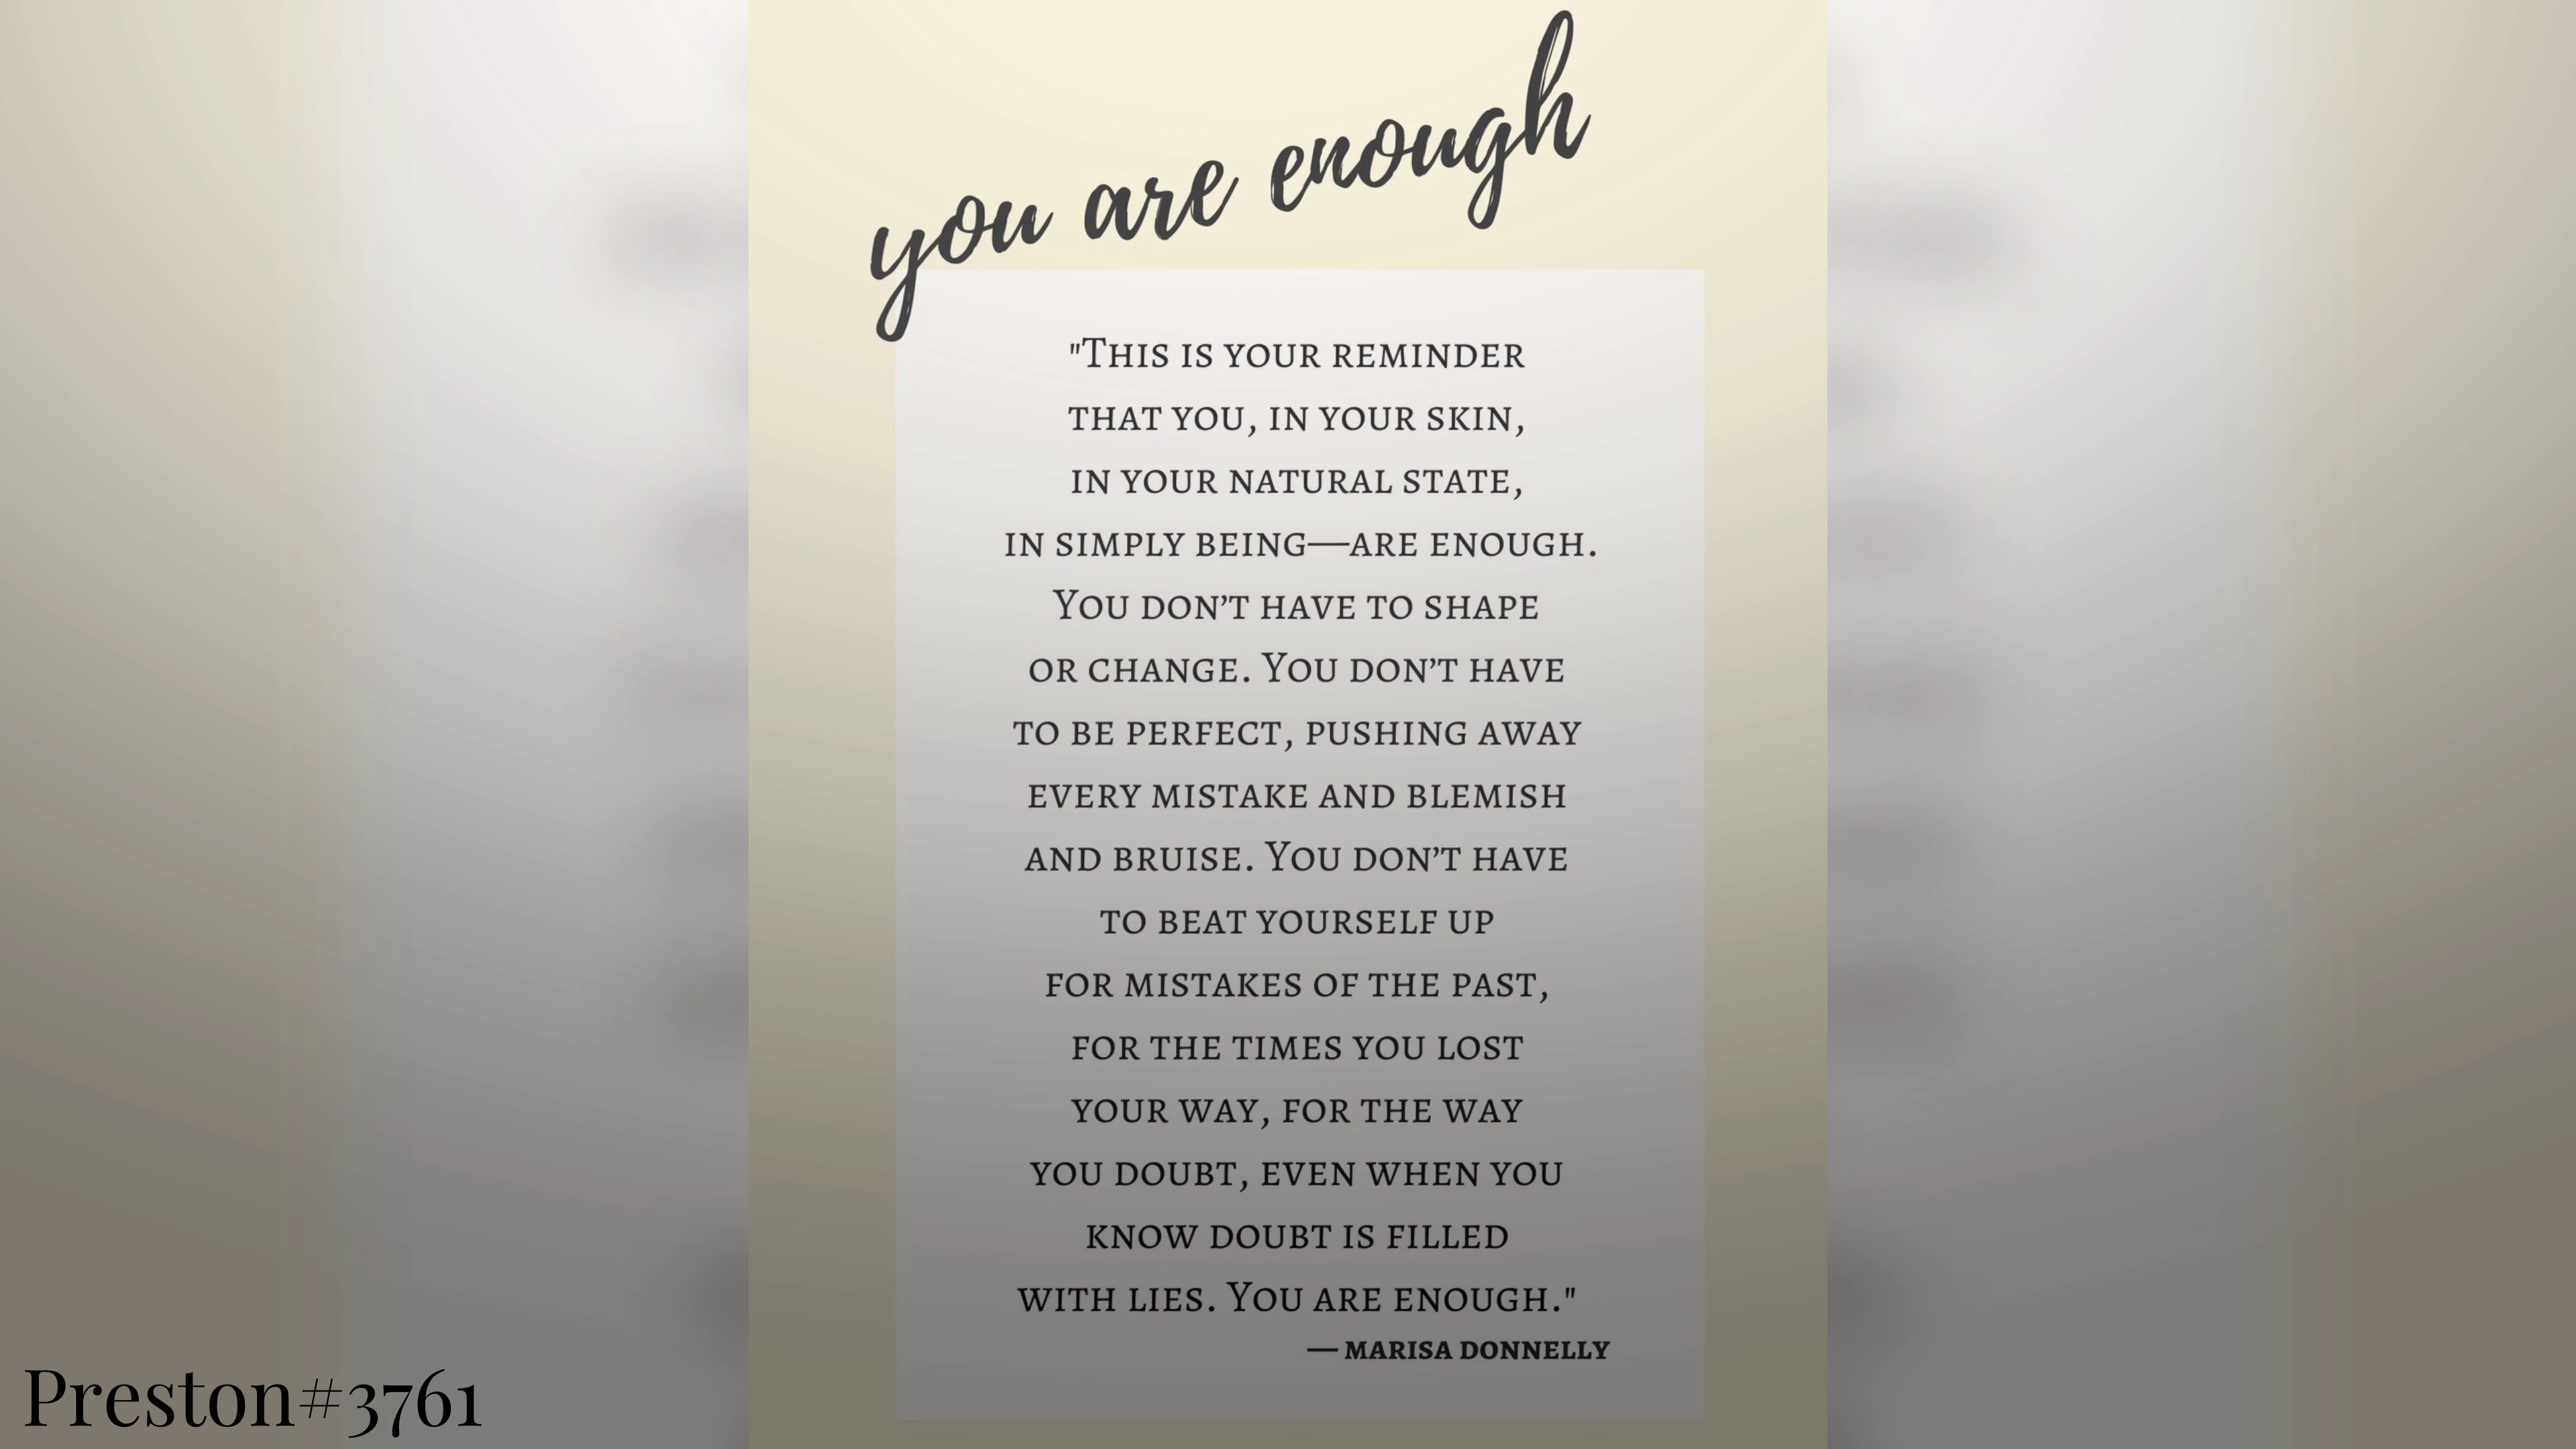 you are enough
"This is your reminder
that you, in your skin,
in your natural state,
in simply being—are enough.
You don’t have to shape
or change. You don’t have
to be perfect, pushing away
every mistake and blemish
and bruise. You don’t have
to beat yourself up
for mistakes of the past,
for the times you lost
your way, for the way
you doubt, even when you
know doubt is filled
with lies. You are enough."
— Marisa Donnelly
Preston#3761